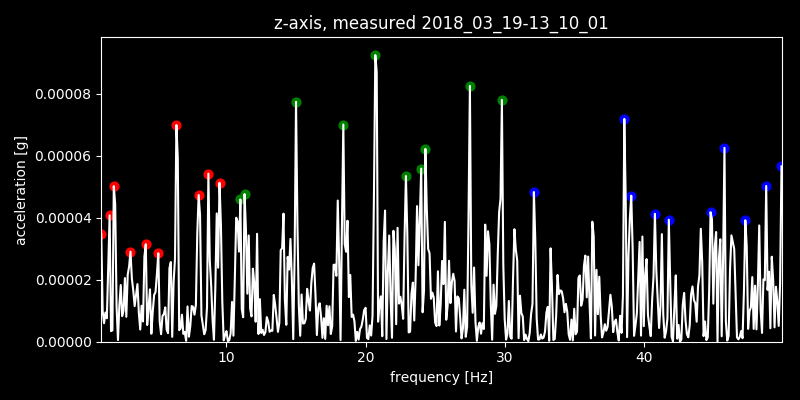 z-axis, measured 2018_03_19-13_10_01
0.00008
0.00006
0.00004
0.00002
0.00000
acceleration [g]
10 20 30 40
frequency [Hz]